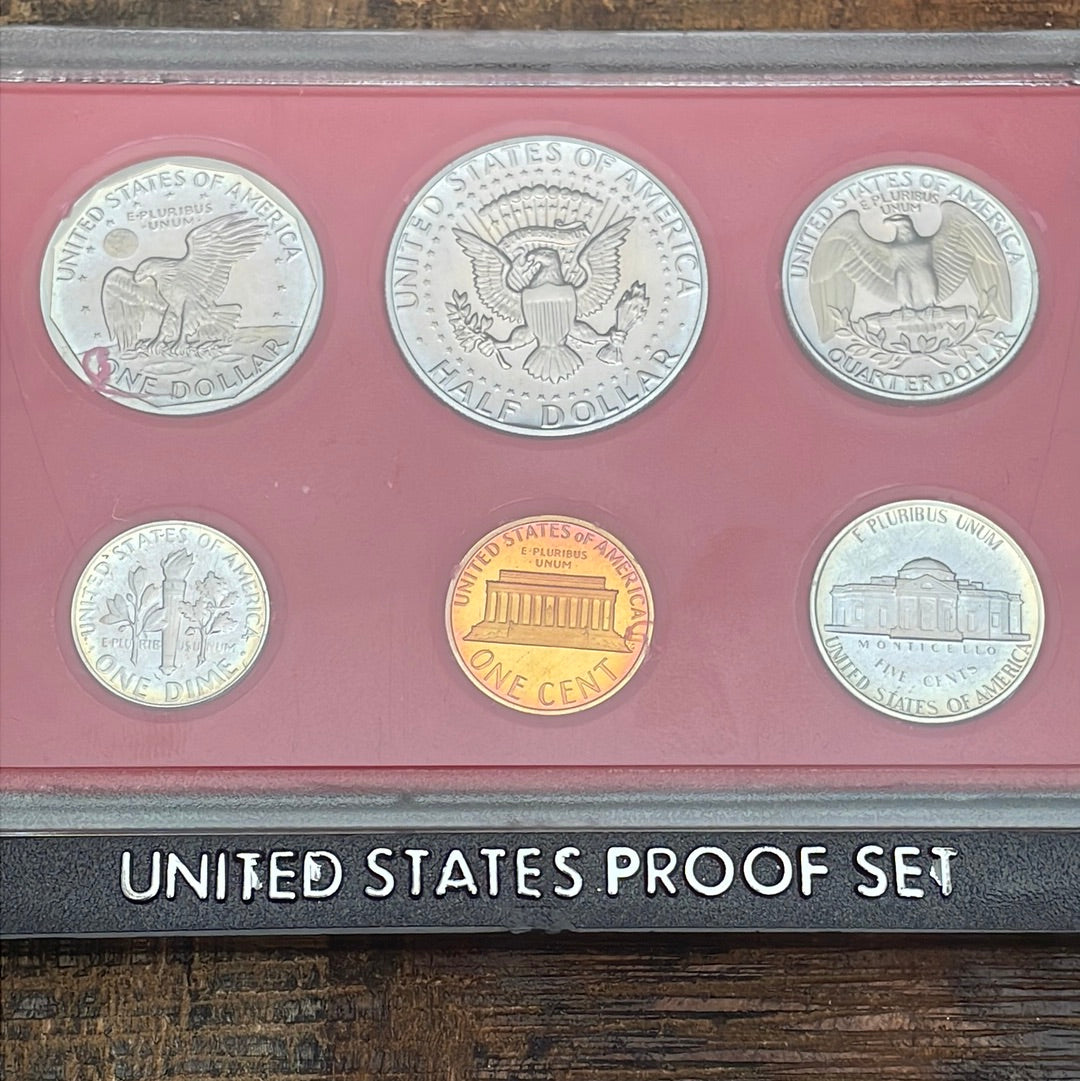 UNITED STATES OF AMERICA
E·PLURIBUS
UNUM
ONE DOLLAR
UNITED STATES OF AMERICA
HALF DOLLAR
UNITED STATES OF AMERICA
E PLURIBUS
UNUM
QUARTER DOLLAR
UNITED STATES OF AMERICA
E PLURIBUS UNUM
ONE DIME
UNITED STATES OF AMERICA
E·PLURIBUS
·UNUM·
ONE CENT
E PLURIBUS UNUM
MONTICELLO
FIVE CENTS
UNITED STATES OF AMERICA
UNITED STATES PROOF SET